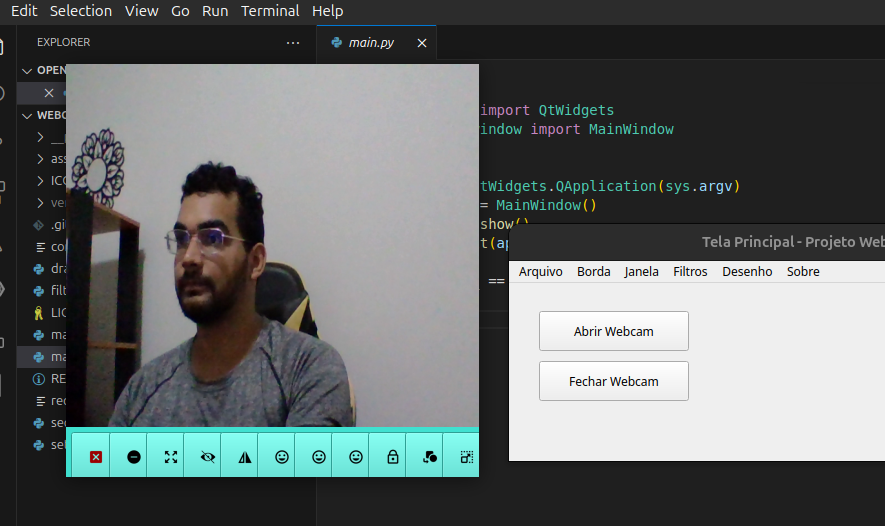 Edit Selection View Go Run Terminal Help
EXPLORER
main.py
OPEN
WEBC
ass
ICO
ver
.gi
co
dra
filt
LIC
ma
ma
RE
rec
sec
set
import QtWidgets
indow import MainWindow
tWidgets.QApplication(sys.argv)
= MainWindow()
show()
t(ap
==
Tela Principal - Projeto Web
Arquivo Borda Janela Filtros Desenho Sobre
Abrir Webcam
Fechar Webcam